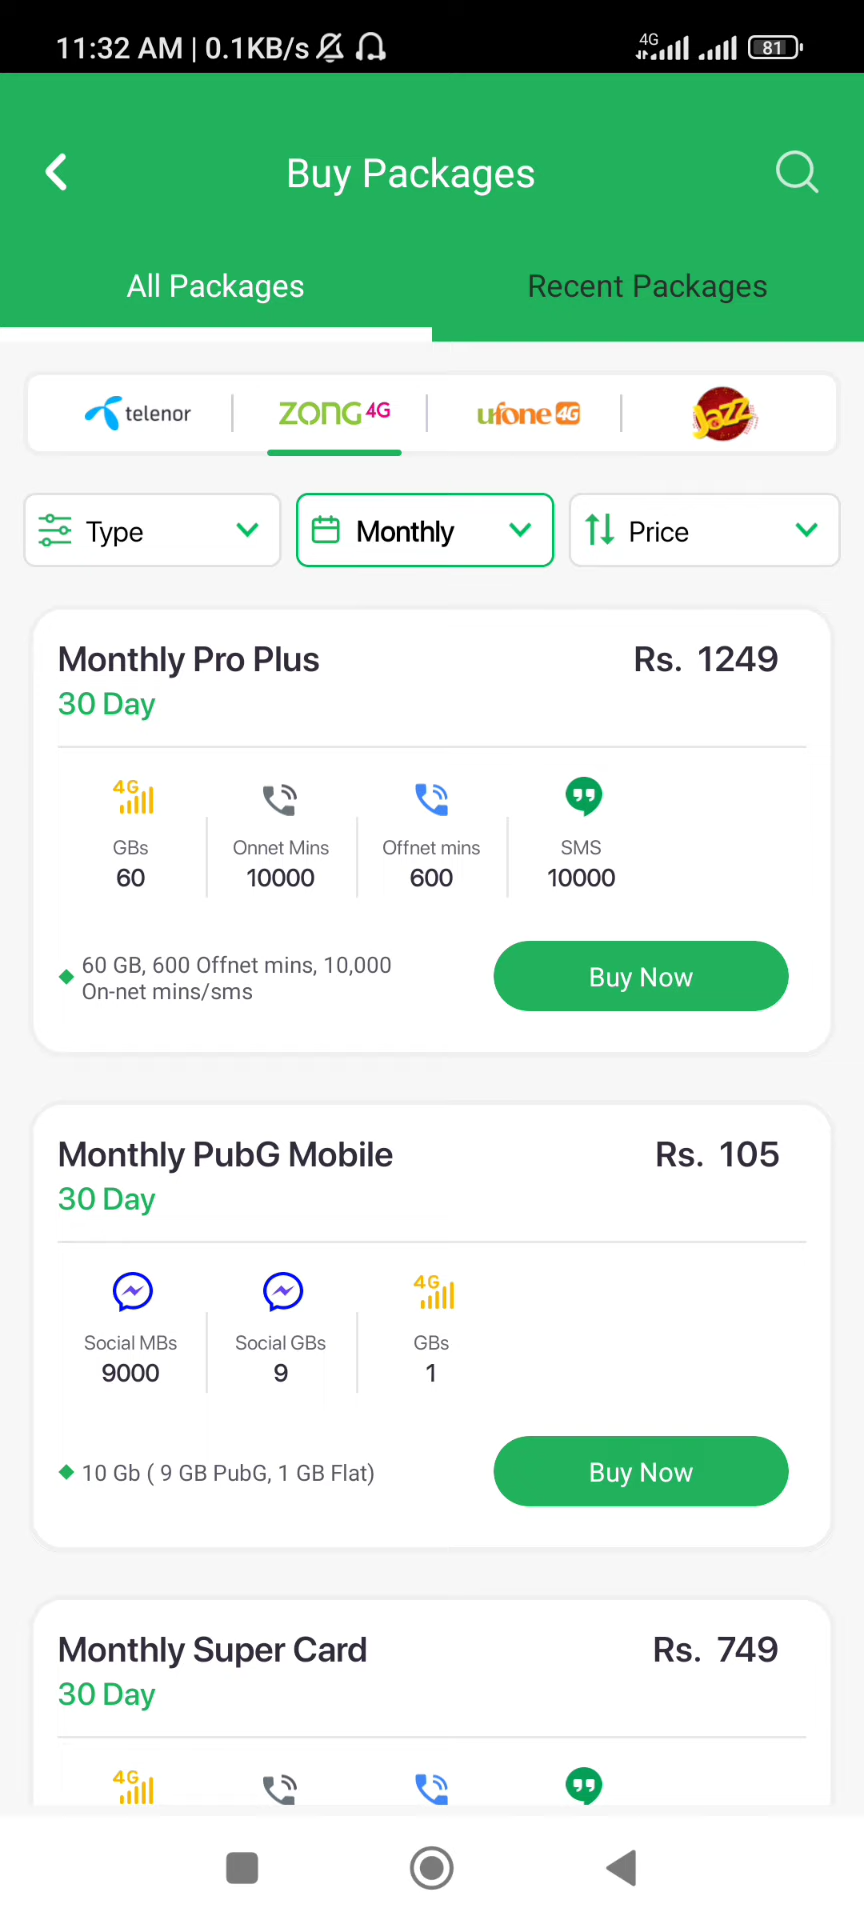 11:32 AM | 0.1KB/s 4G 81
Buy Packages
All Packages Recent Packages
telenor ZONG 4G ufone 4G Jazz
Type Monthly Price
Monthly Pro Plus Rs. 1249
30 Day
4G
GBs Onnet Mins Offnet mins SMS
60 10000 600 10000
60 GB, 600 Offnet mins, 10,000
On-net mins/sms
Buy Now
Monthly PubG Mobile Rs. 105
30 Day
4G
Social MBs Social GBs GBs
9000 9 1
10 Gb ( 9 GB PubG, 1 GB Flat) Buy Now
Monthly Super Card Rs. 749
30 Day
4G